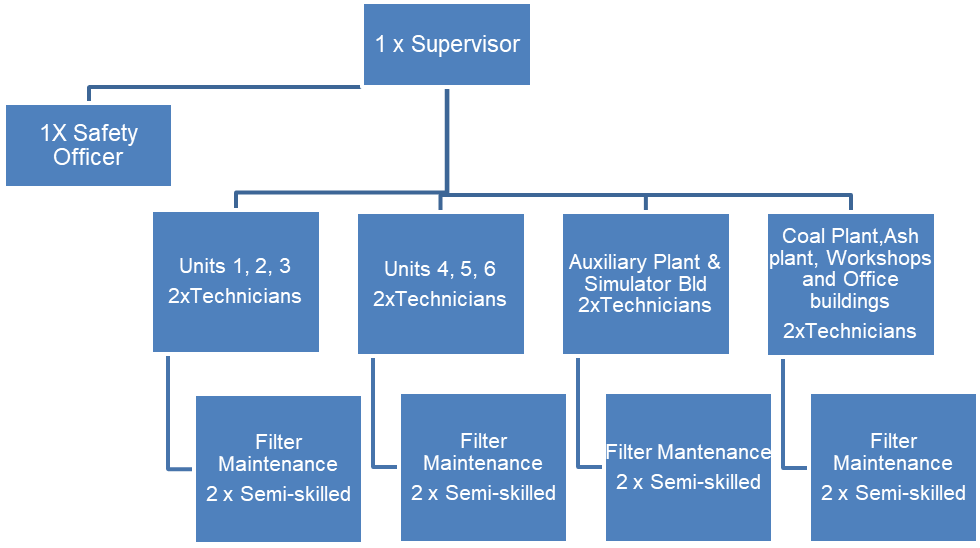 1 x Supervisor
1X Safety
Officer
Units 1, 2, 3
2xTechnicians
Units 4, 5, 6
2xTechnicians
Auxiliary Plant &
Simulator Bld
2xTechnicians
Coal Plant,Ash
plant, Workshops
and Office
buildings
2xTechnicians
Filter
Maintenance
2 x Semi-skilled
Filter
Maintenance
2 x Semi-skilled
Filter Mantenance
2 x Semi-skilled
Filter
Maintenance
2 x Semi-skilled